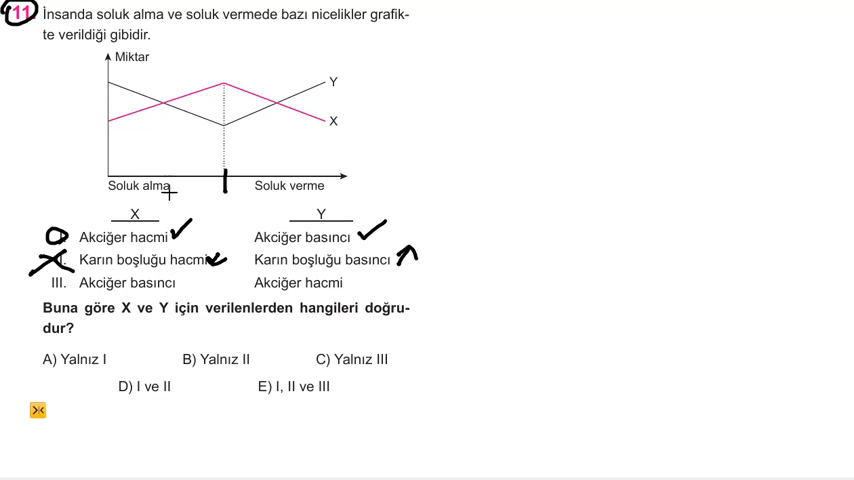 11. İnsanda soluk alma ve soluk vermede bazı nicelikler grafik-
te verildiği gibidir.
Miktar
Y
X
Soluk alma Soluk verme
X Y
Akciğer hacmi Akciğer basıncı
Karın boşluğu hacmi Karın boşluğu basıncı
III. Akciğer basıncı Akciğer hacmi
Buna göre X ve Y için verilenlerden hangileri doğru-
dur?
A) Yalnız I B) Yalnız II C) Yalnız III
D) I ve II E) I, II ve III